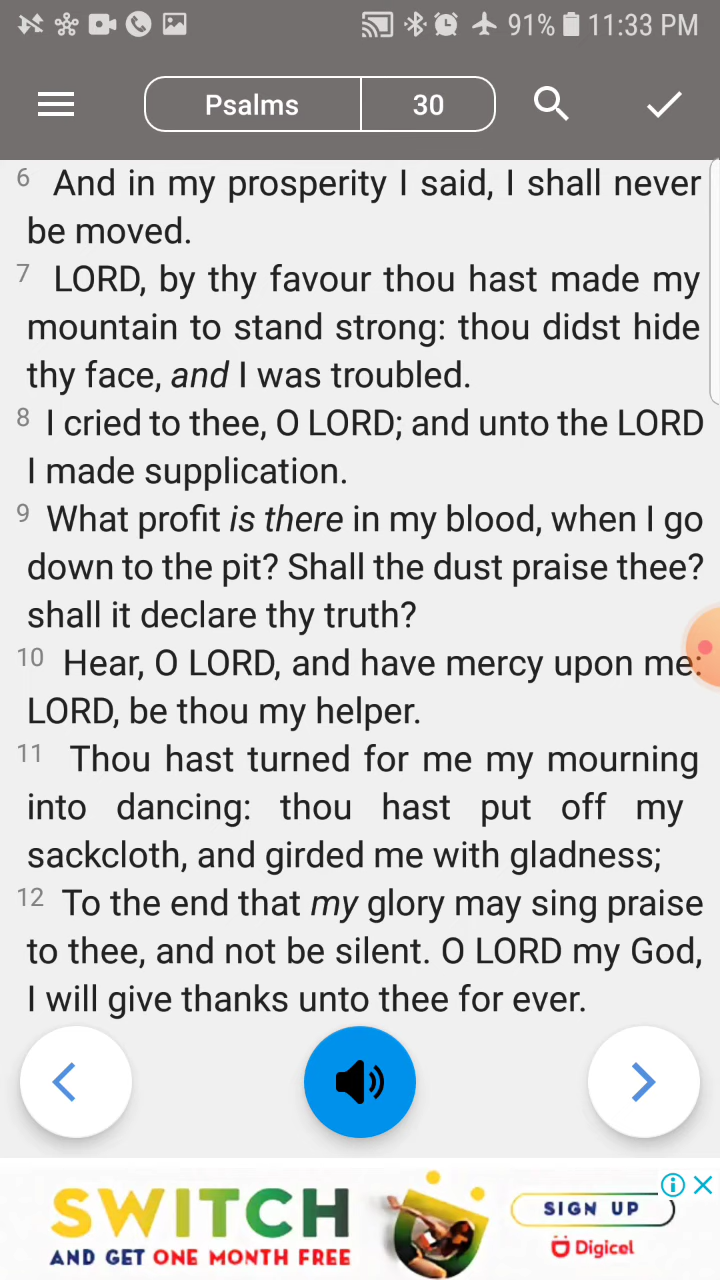 91% 11:33 PM
Psalms 30
6 And in my prosperity I said, I shall never
be moved.
7 LORD, by thy favour thou hast made my
mountain to stand strong: thou didst hide
thy face, and I was troubled.
8 I cried to thee, O LORD; and unto the LORD
I made supplication.
9 What profit is there in my blood, when I go
down to the pit? Shall the dust praise thee?
shall it declare thy truth?
10 Hear, O LORD, and have mercy upon me:
LORD, be thou my helper.
11 Thou hast turned for me my mourning
into dancing: thou hast put off my
sackcloth, and girded me with gladness;
12 To the end that my glory may sing praise
to thee, and not be silent. O LORD my God,
I will give thanks unto thee for ever.
SWITCH
AND GET ONE MONTH FREE
SIGN UP
Digicel